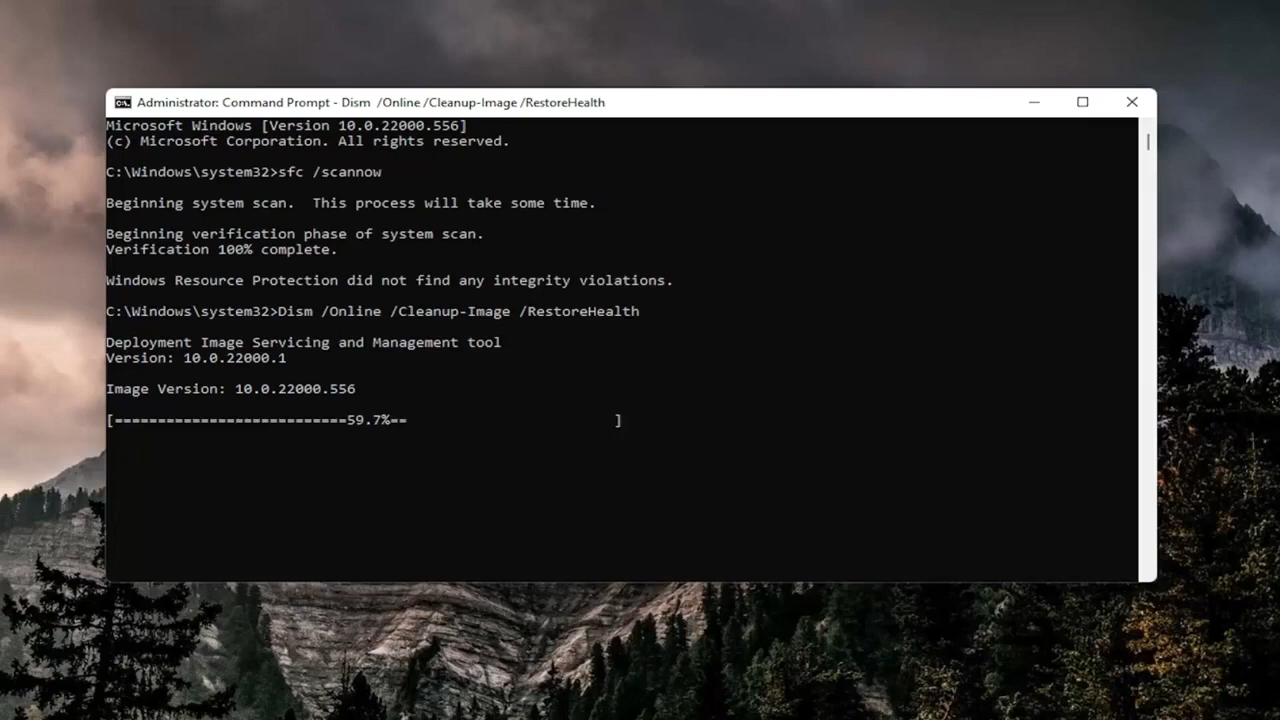 Administrator: Command Prompt - Dism  /Online /Cleanup-Image /RestoreHealth
Microsoft Windows [Version 10.0.22000.556]
(c) Microsoft Corporation. All rights reserved.
C:\Windows\system32>sfc /scannow
Beginning system scan.  This process will take some time.
Beginning verification phase of system scan.
Verification 100% complete.
Windows Resource Protection did not find any integrity violations.
C:\Windows\system32>Dism /Online /Cleanup-Image /RestoreHealth
Deployment Image Servicing and Management tool
Version: 10.0.22000.1
Image Version: 10.0.22000.556
[===========================59.7%==                        ]